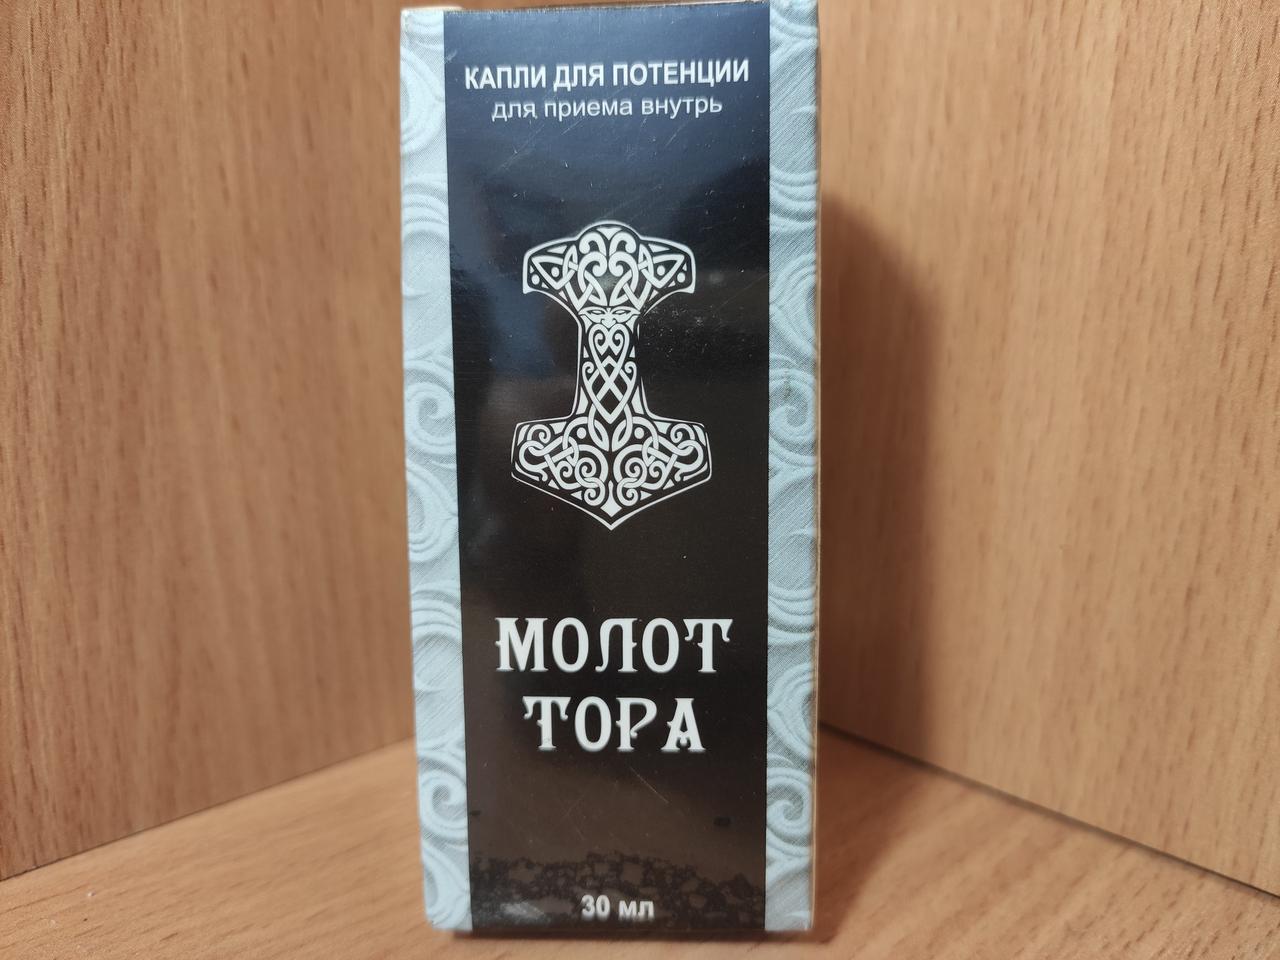 КАПЛИ ДЛЯ ПОТЕНЦИИ
для приема внутрь
МОЛОТ
ТОРА
30 мл